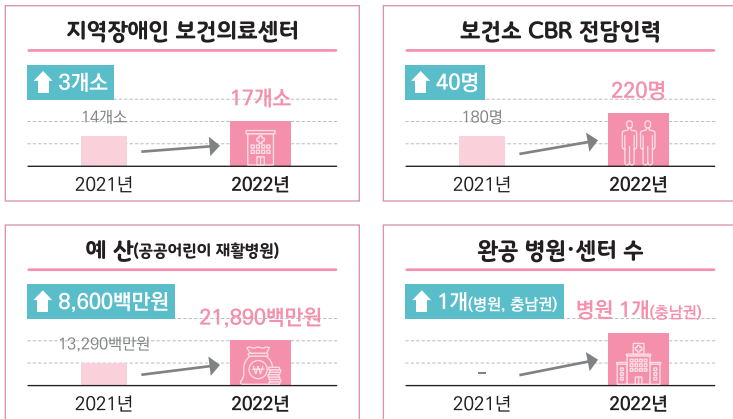 지역장애인 보건의료센터
3개소
17개소
14개소
2021년
2022년
보건소 CBR 전담인력
40명
220명
180명
2021년
2022년
예 산(공공어린이 재활병원)
8,600백만원
21,890백만원
13,290백만원
2021년
2022년
완공 병원·센터 수
1개(병원, 충남권)
병원 1개(충남권)
-
2021년
2022년